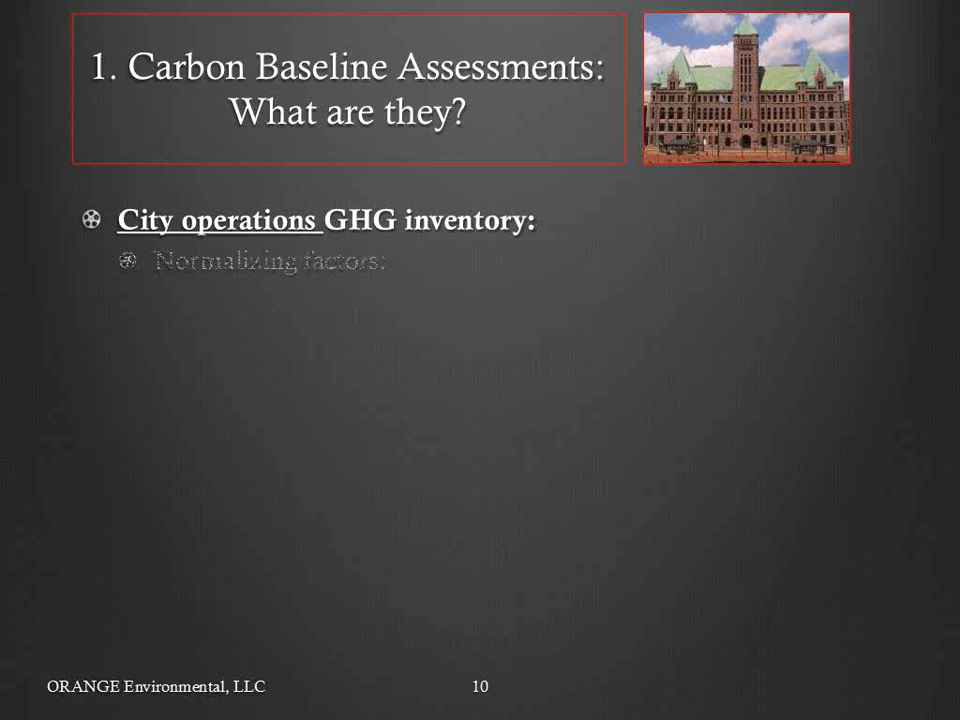 1. Carbon Baseline Assessments:
What are they?
City operations GHG inventory:
Normalizing factors:
ORANGE Environmental, LLC
10